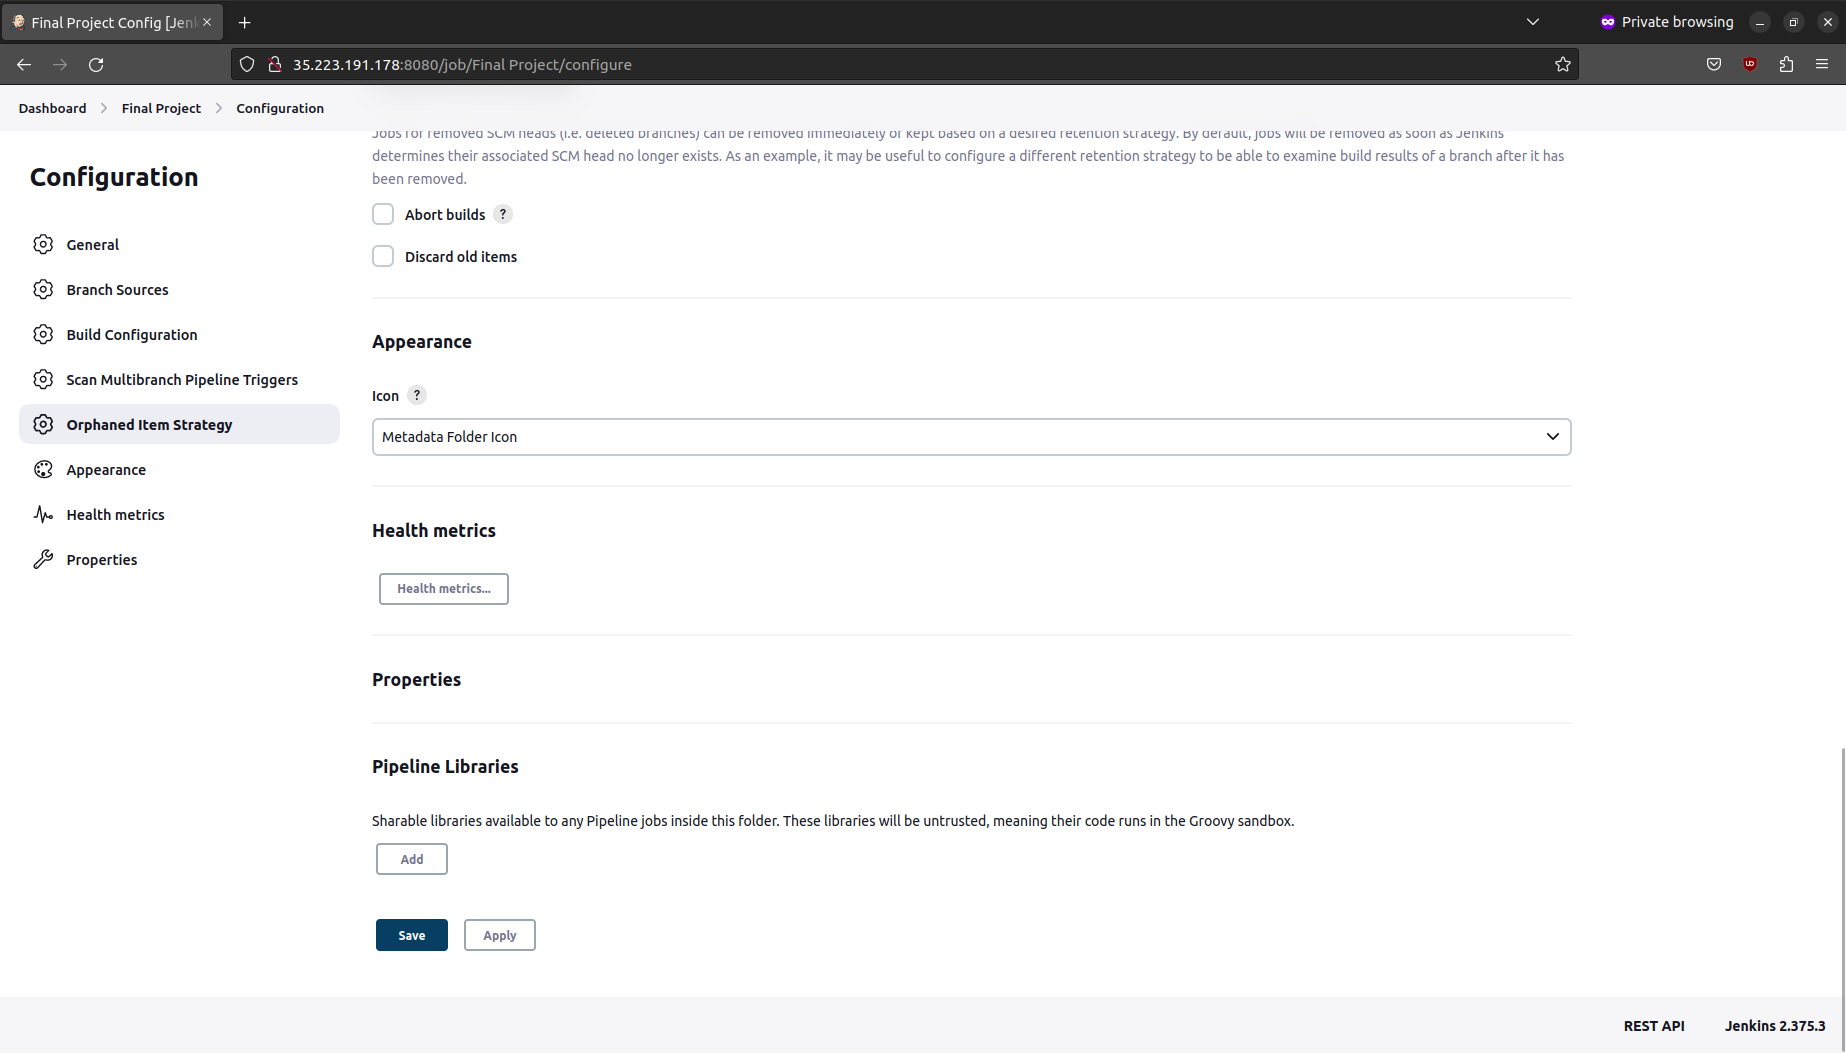 Final Project Config [Jenk
Private browsing
35.223.191.178:8080/job/Final Project/configure
Dashboard
Final Project
Configuration
Configuration
General
Branch Sources
Build Configuration
Scan Multibranch Pipeline Triggers
Orphaned Item Strategy
Appearance
Health metrics
Properties
Jobs for removed SCM heads (i.e. deleted branches) can be removed immediately or kept based on a desired retention strategy. By default, jobs will be removed as soon as Jenkins
determines their associated SCM head no longer exists. As an example, it may be useful to configure a different retention strategy to be able to examine build results of a branch after it has
been removed.
Abort builds ?
Discard old items
Appearance
Icon ?
Metadata Folder Icon
Health metrics
Health metrics...
Properties
Pipeline Libraries
Sharable libraries available to any Pipeline jobs inside this folder. These libraries will be untrusted, meaning their code runs in the Groovy sandbox.
Add
Save
Apply
REST API
Jenkins 2.375.3